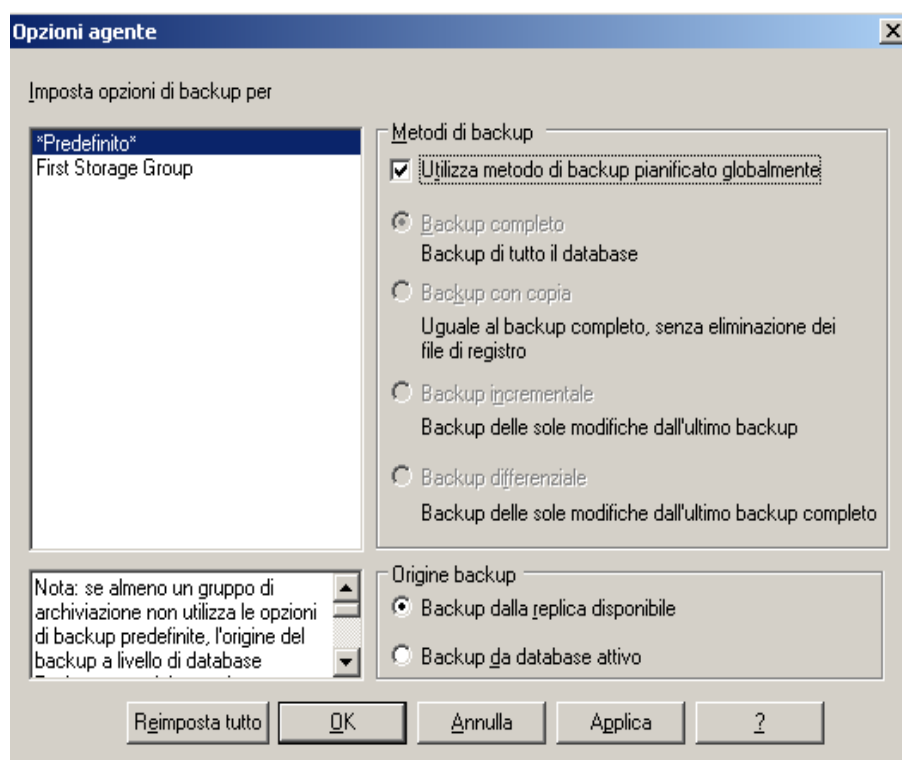 Opzioni agente
Imposta opzioni di backup per
*Predefinito*
First Storage Group
Metodi di backup
Utilizza metodo di backup pianificato globalmente
Backup completo
Backup di tutto il database
Backup con copia
Uguale al backup completo, senza eliminazione dei
file di registro
Backup incrementale
Backup delle sole modifiche dall'ultimo backup
Backup differenziale
Backup delle sole modifiche dall'ultimo backup completo
Nota: se almeno un gruppo di
archiviazione non utilizza le opzioni
di backup predefinite, l'origine del
backup a livello di database
Origine backup
Backup dalla replica disponibile
Backup da database attivo
Reimposta tutto
OK
Annulla
Applica
?